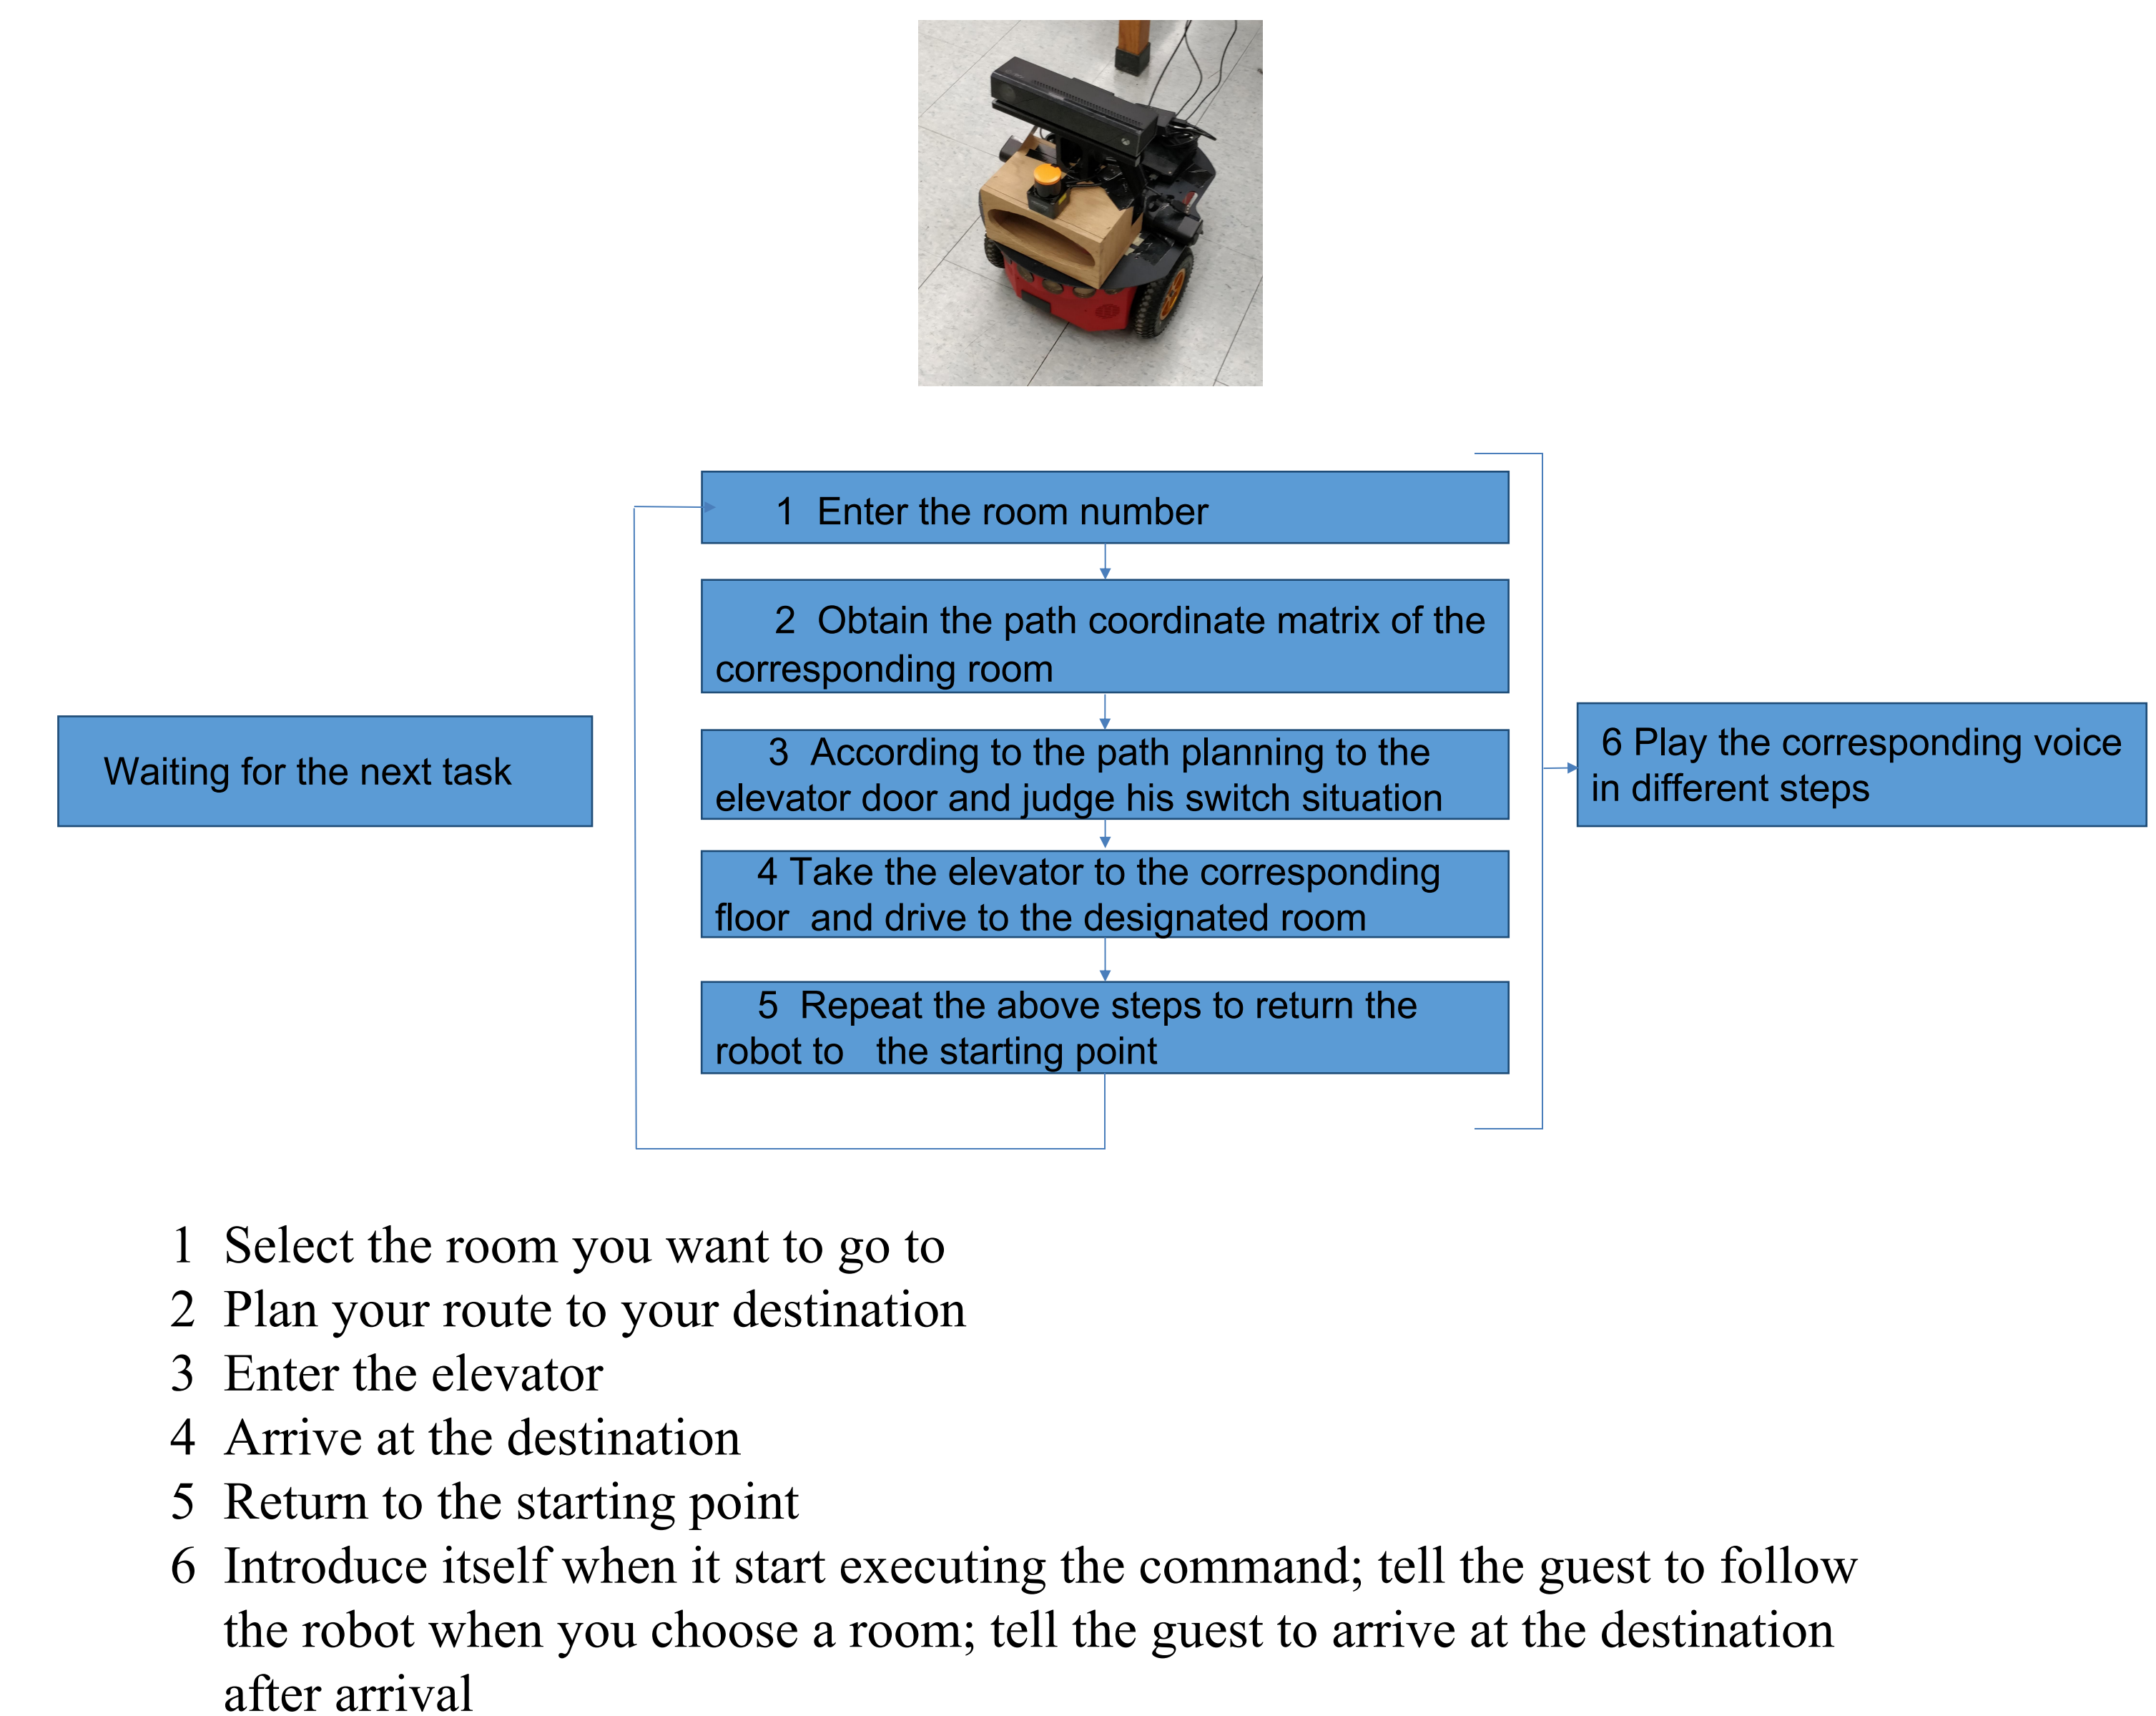 1 Enter the room number
2 Obtain the path coordinate matrix of the
corresponding room
3 According to the path planning to the
elevator door and judge his switch situation
4 Take the elevator to the corresponding
floor and drive to the designated room
5 Repeat the above steps to return the
robot to the starting point
Waiting for the next task
6 Play the corresponding voice
in different steps
1 Select the room you want to go to
2 Plan your route to your destination
3 Enter the elevator
4 Arrive at the destination
5 Return to the starting point
6 Introduce itself when it start executing the command; tell the guest to follow
the robot when you choose a room; tell the guest to arrive at the destination
after arrival